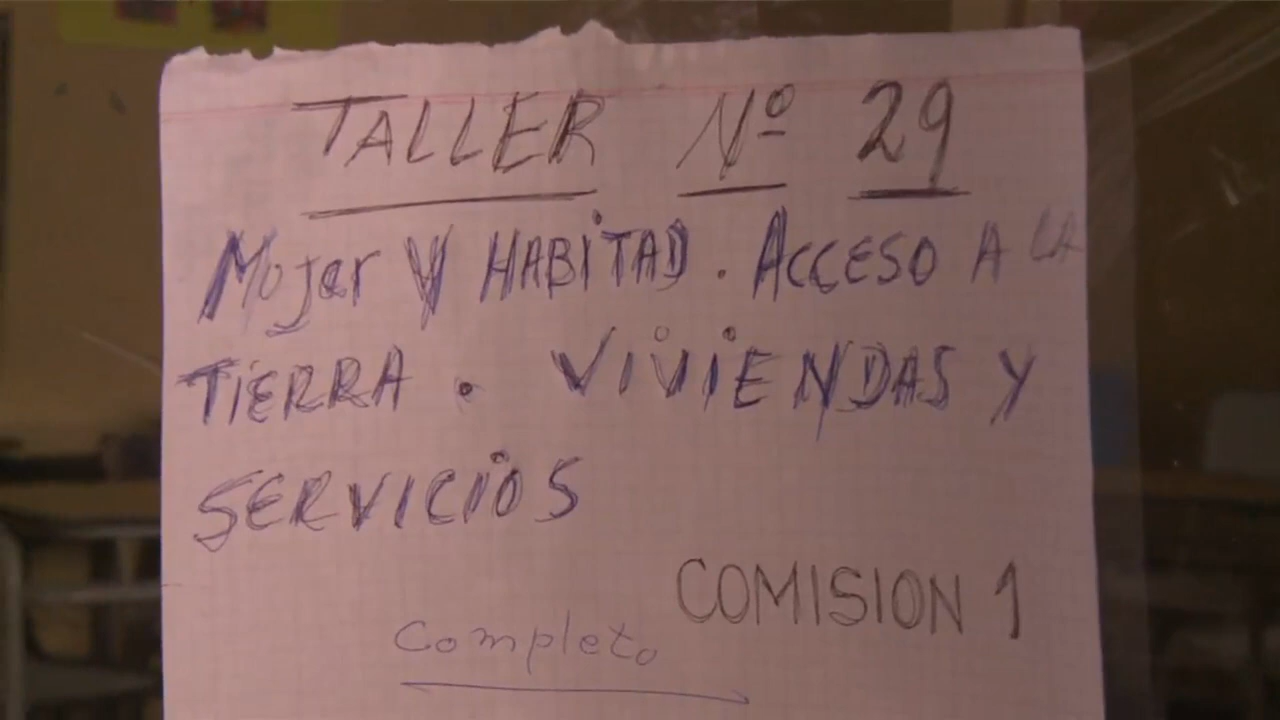 TALLER Nº 29
Mujer Y HABITAD. ACCESO A LA
TIERRA. VIVIENDAS Y
SERVICIOS
COMISION 1
Completo